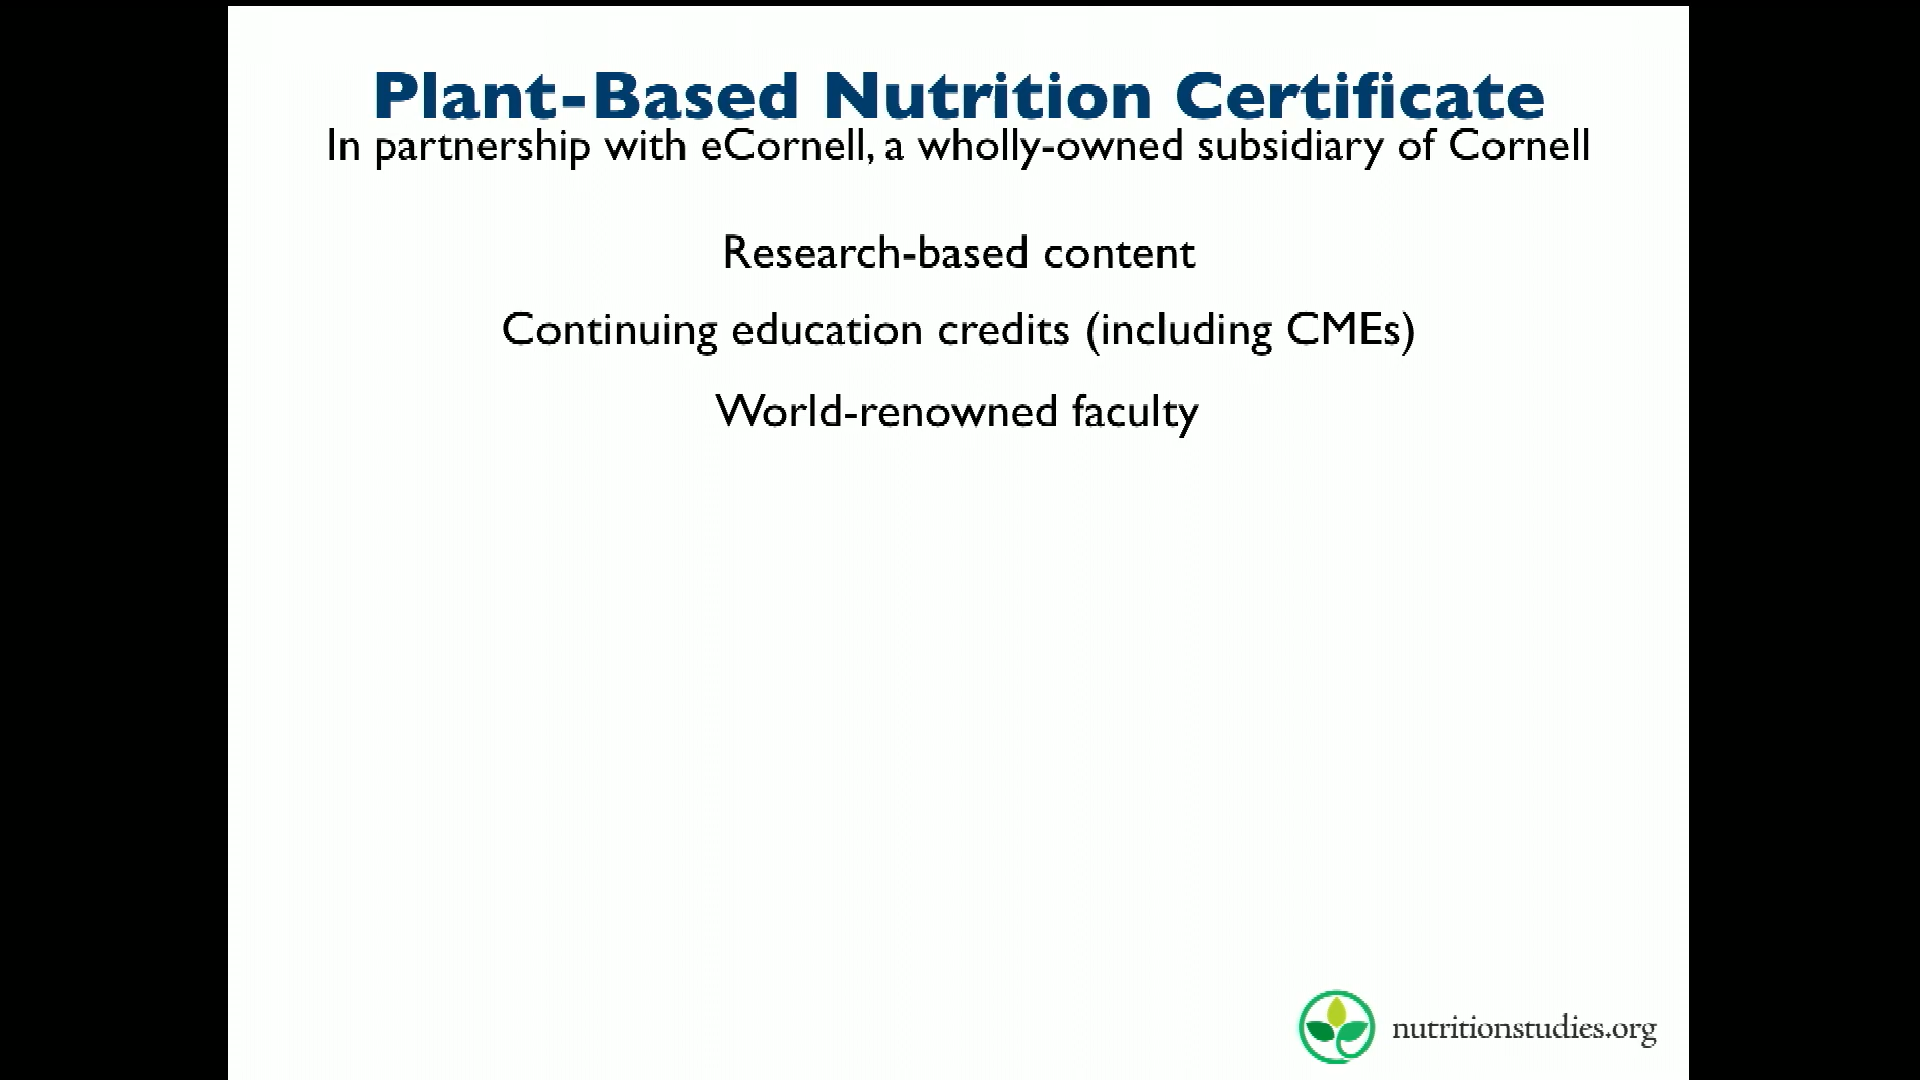 Plant-Based Nutrition Certificate
In partnership with eCornell, a wholly-owned subsidiary of Cornell
Research-based content
Continuing education credits (including CMEs)
World-renowned faculty
nutritionstudies.org